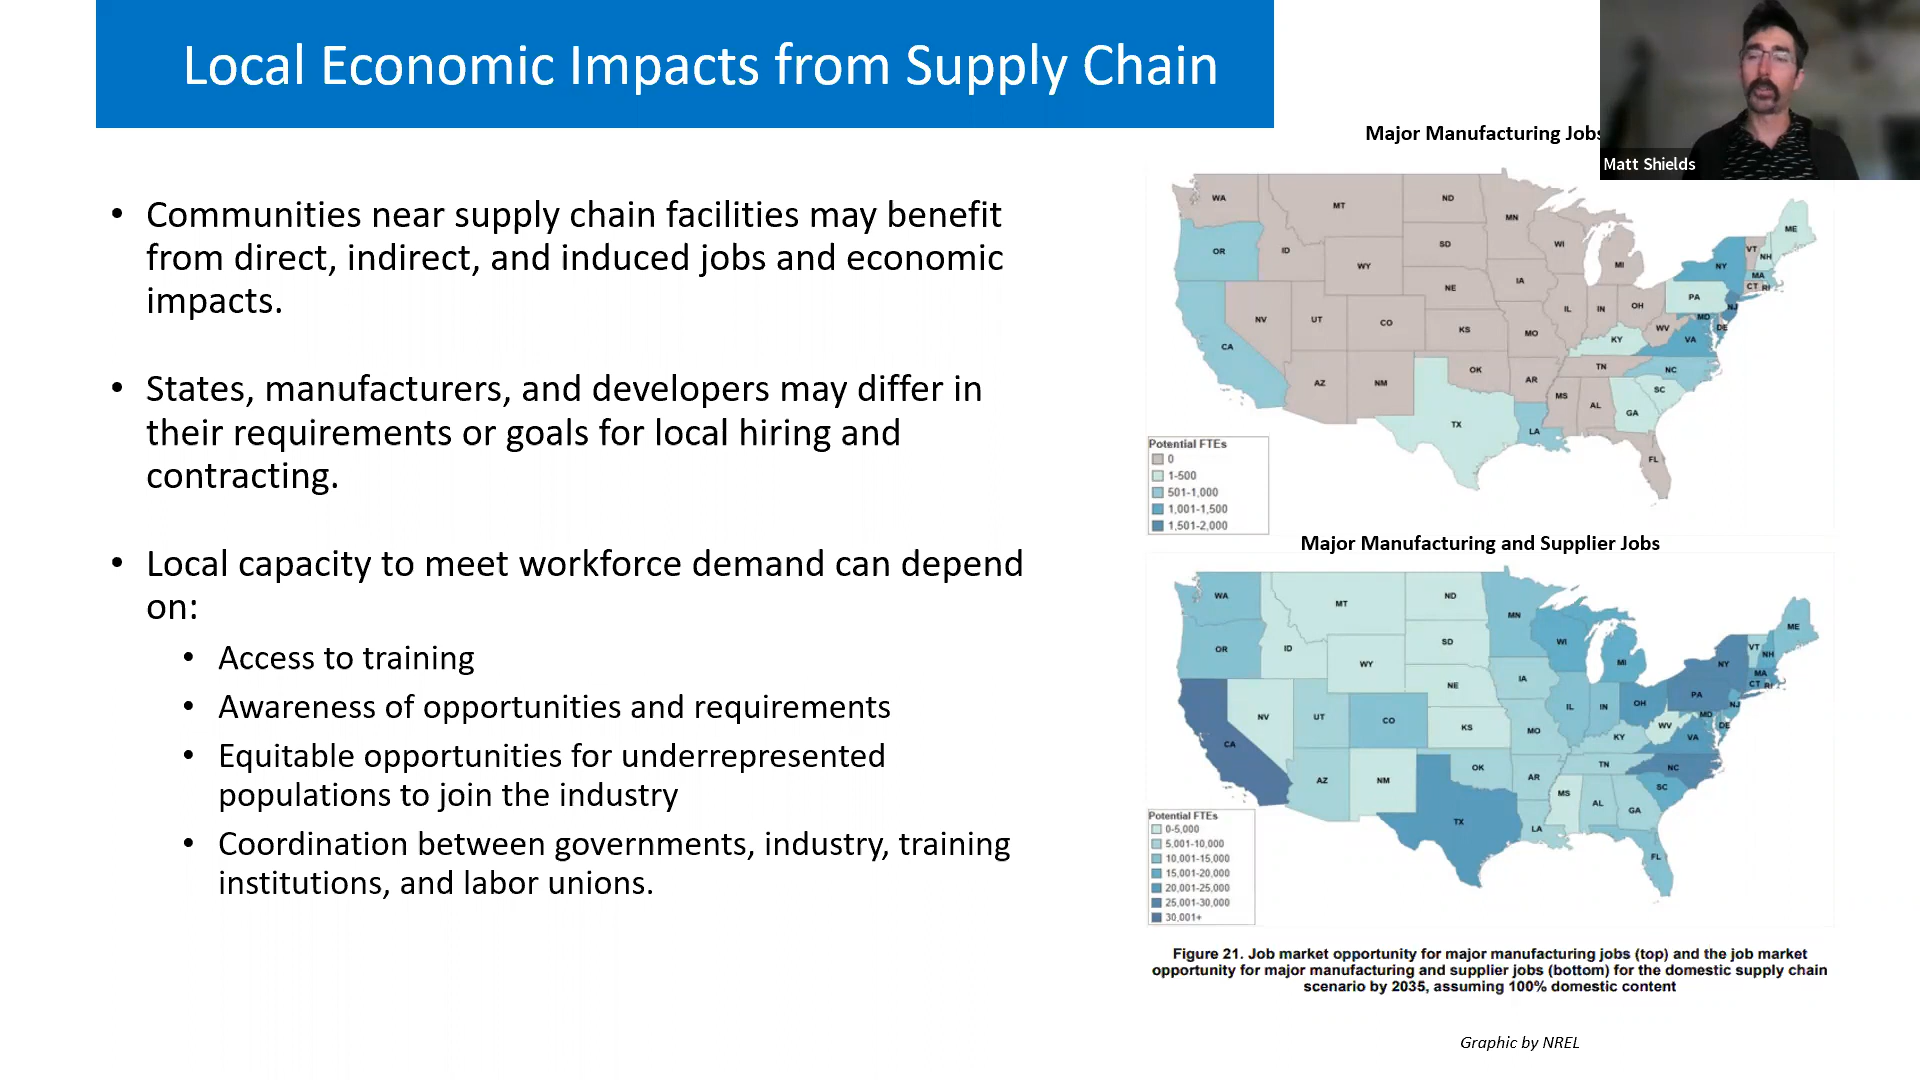 Local Economic Impacts from Supply Chain
Matt Shields
• Communities near supply chain facilities may benefit
from direct, indirect, and induced jobs and economic
impacts.
• States, manufacturers, and developers may differ in
their requirements or goals for local hiring and
contracting.
• Local capacity to meet workforce demand can depend
on:
• Access to training
• Awareness of opportunities and requirements
• Equitable opportunities for underrepresented
populations to join the industry
• Coordination between governments, industry, training
institutions, and labor unions.
Major Manufacturing Jobs
WA
MT
ND
MN
ME
OR
ID
SD
WI
VT
NH
WY
MI
NY
MA
CT RI
NE
IA
PA
NV
UT
CO
IL
IN
OH
NJ
MD
DE
CA
KS
MO
KY
WV
VA
AZ
NM
OK
AR
TN
NC
SC
MS
AL
GA
TX
LA
FL
Potential FTEs
0
1-500
501-1,000
1,001-1,500
1,501-2,000
Major Manufacturing and Supplier Jobs
WA
MT
ND
MN
ME
OR
ID
SD
WI
VT
NH
WY
MI
NY
MA
CT RI
NE
IA
PA
NV
UT
CO
IL
IN
OH
NJ
MD
DE
CA
KS
MO
KY
WV
VA
AZ
NM
OK
AR
TN
NC
SC
MS
AL
GA
TX
LA
FL
Potential FTEs
0-5,000
5,001-10,000
10,001-15,000
15,001-20,000
20,001-25,000
25,001-30,000
30,001+
Figure 21. Job market opportunity for major manufacturing jobs (top) and the job market
opportunity for major manufacturing and supplier jobs (bottom) for the domestic supply chain
scenario by 2035, assuming 100% domestic content
Graphic by NREL